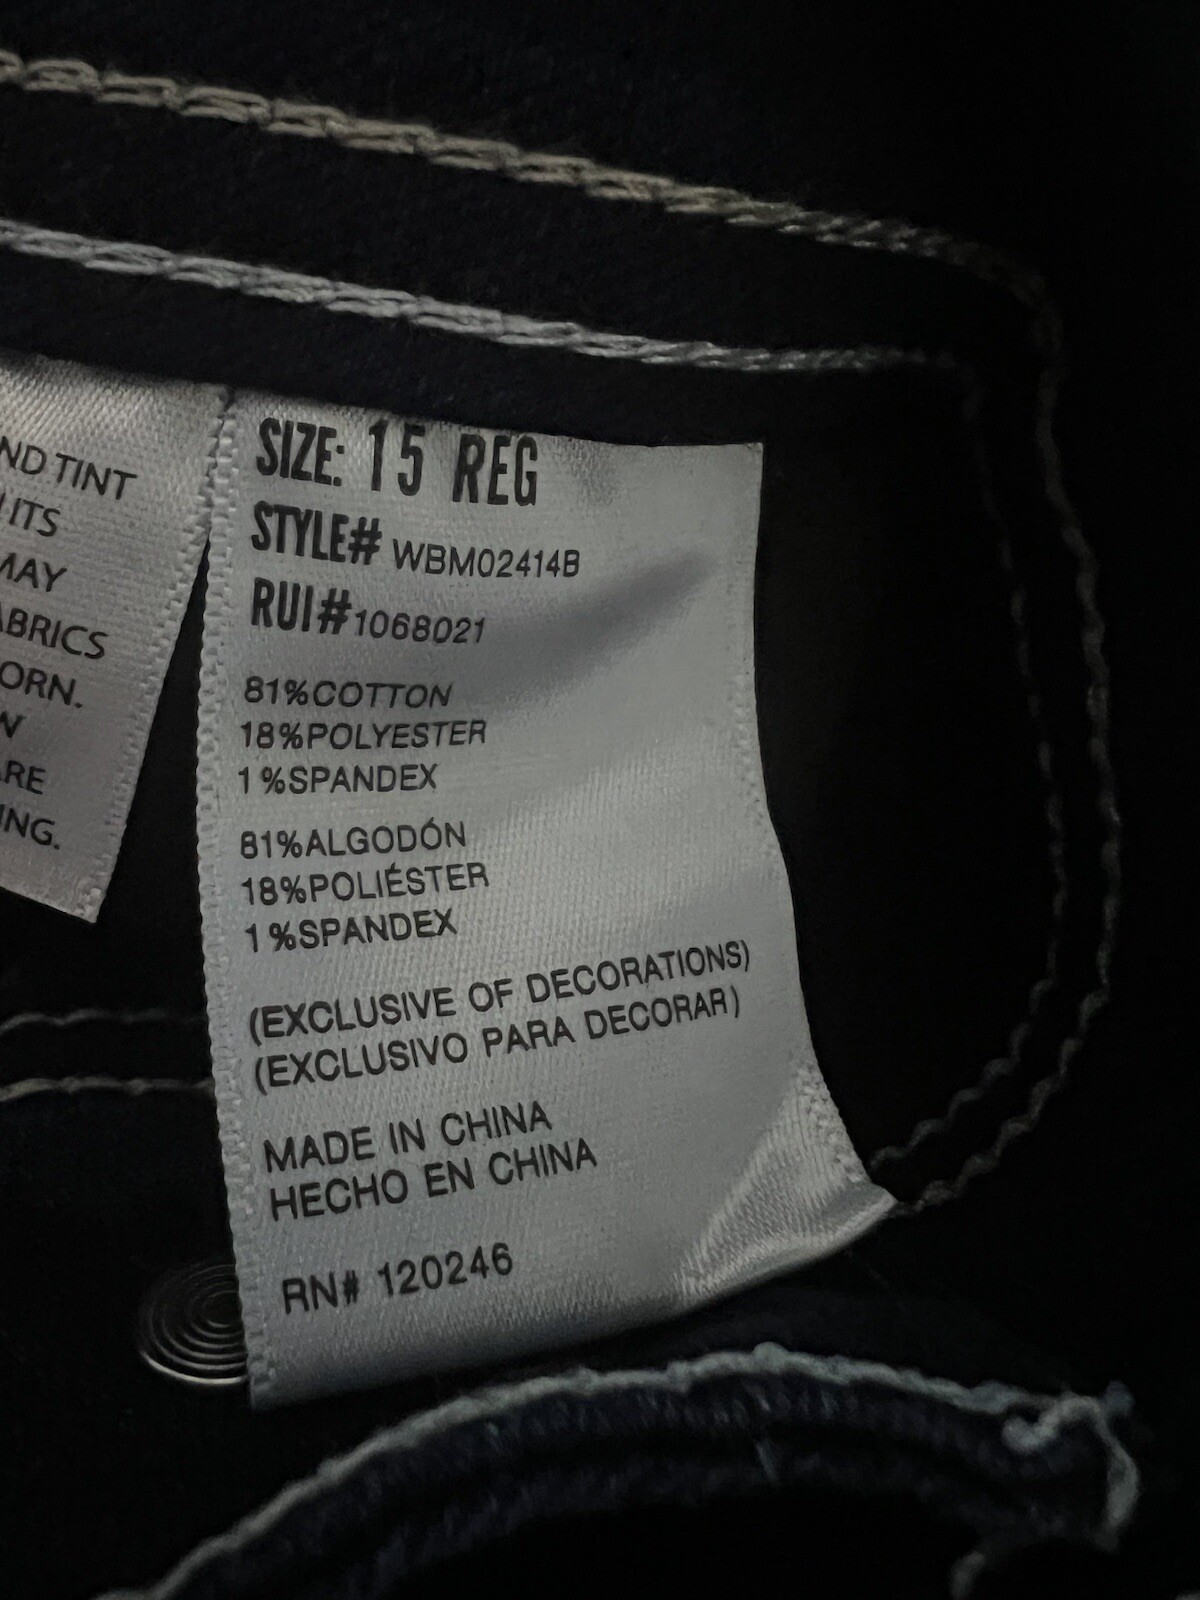 ND TINT
ITS
MAY
ABRICS
ORN.
W
ARE
ING.
SIZE: 15 REG
STYLE# WBM02414B
RUI#1068021
81%COTTON
18%POLYESTER
1%SPANDEX
81%ALGODÓN
18%POLIÉSTER
1%SPANDEX
(EXCLUSIVE OF DECORATIONS)
(EXCLUSIVO PARA DECORAR)
MADE IN CHINA
HECHO EN CHINA
RN# 120246